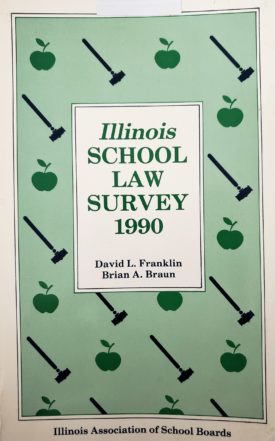 Illinois
SCHOOL
LAW
SURVEY
1990
David L. Franklin
Brian A. Braun
Illinois Association of School Boards